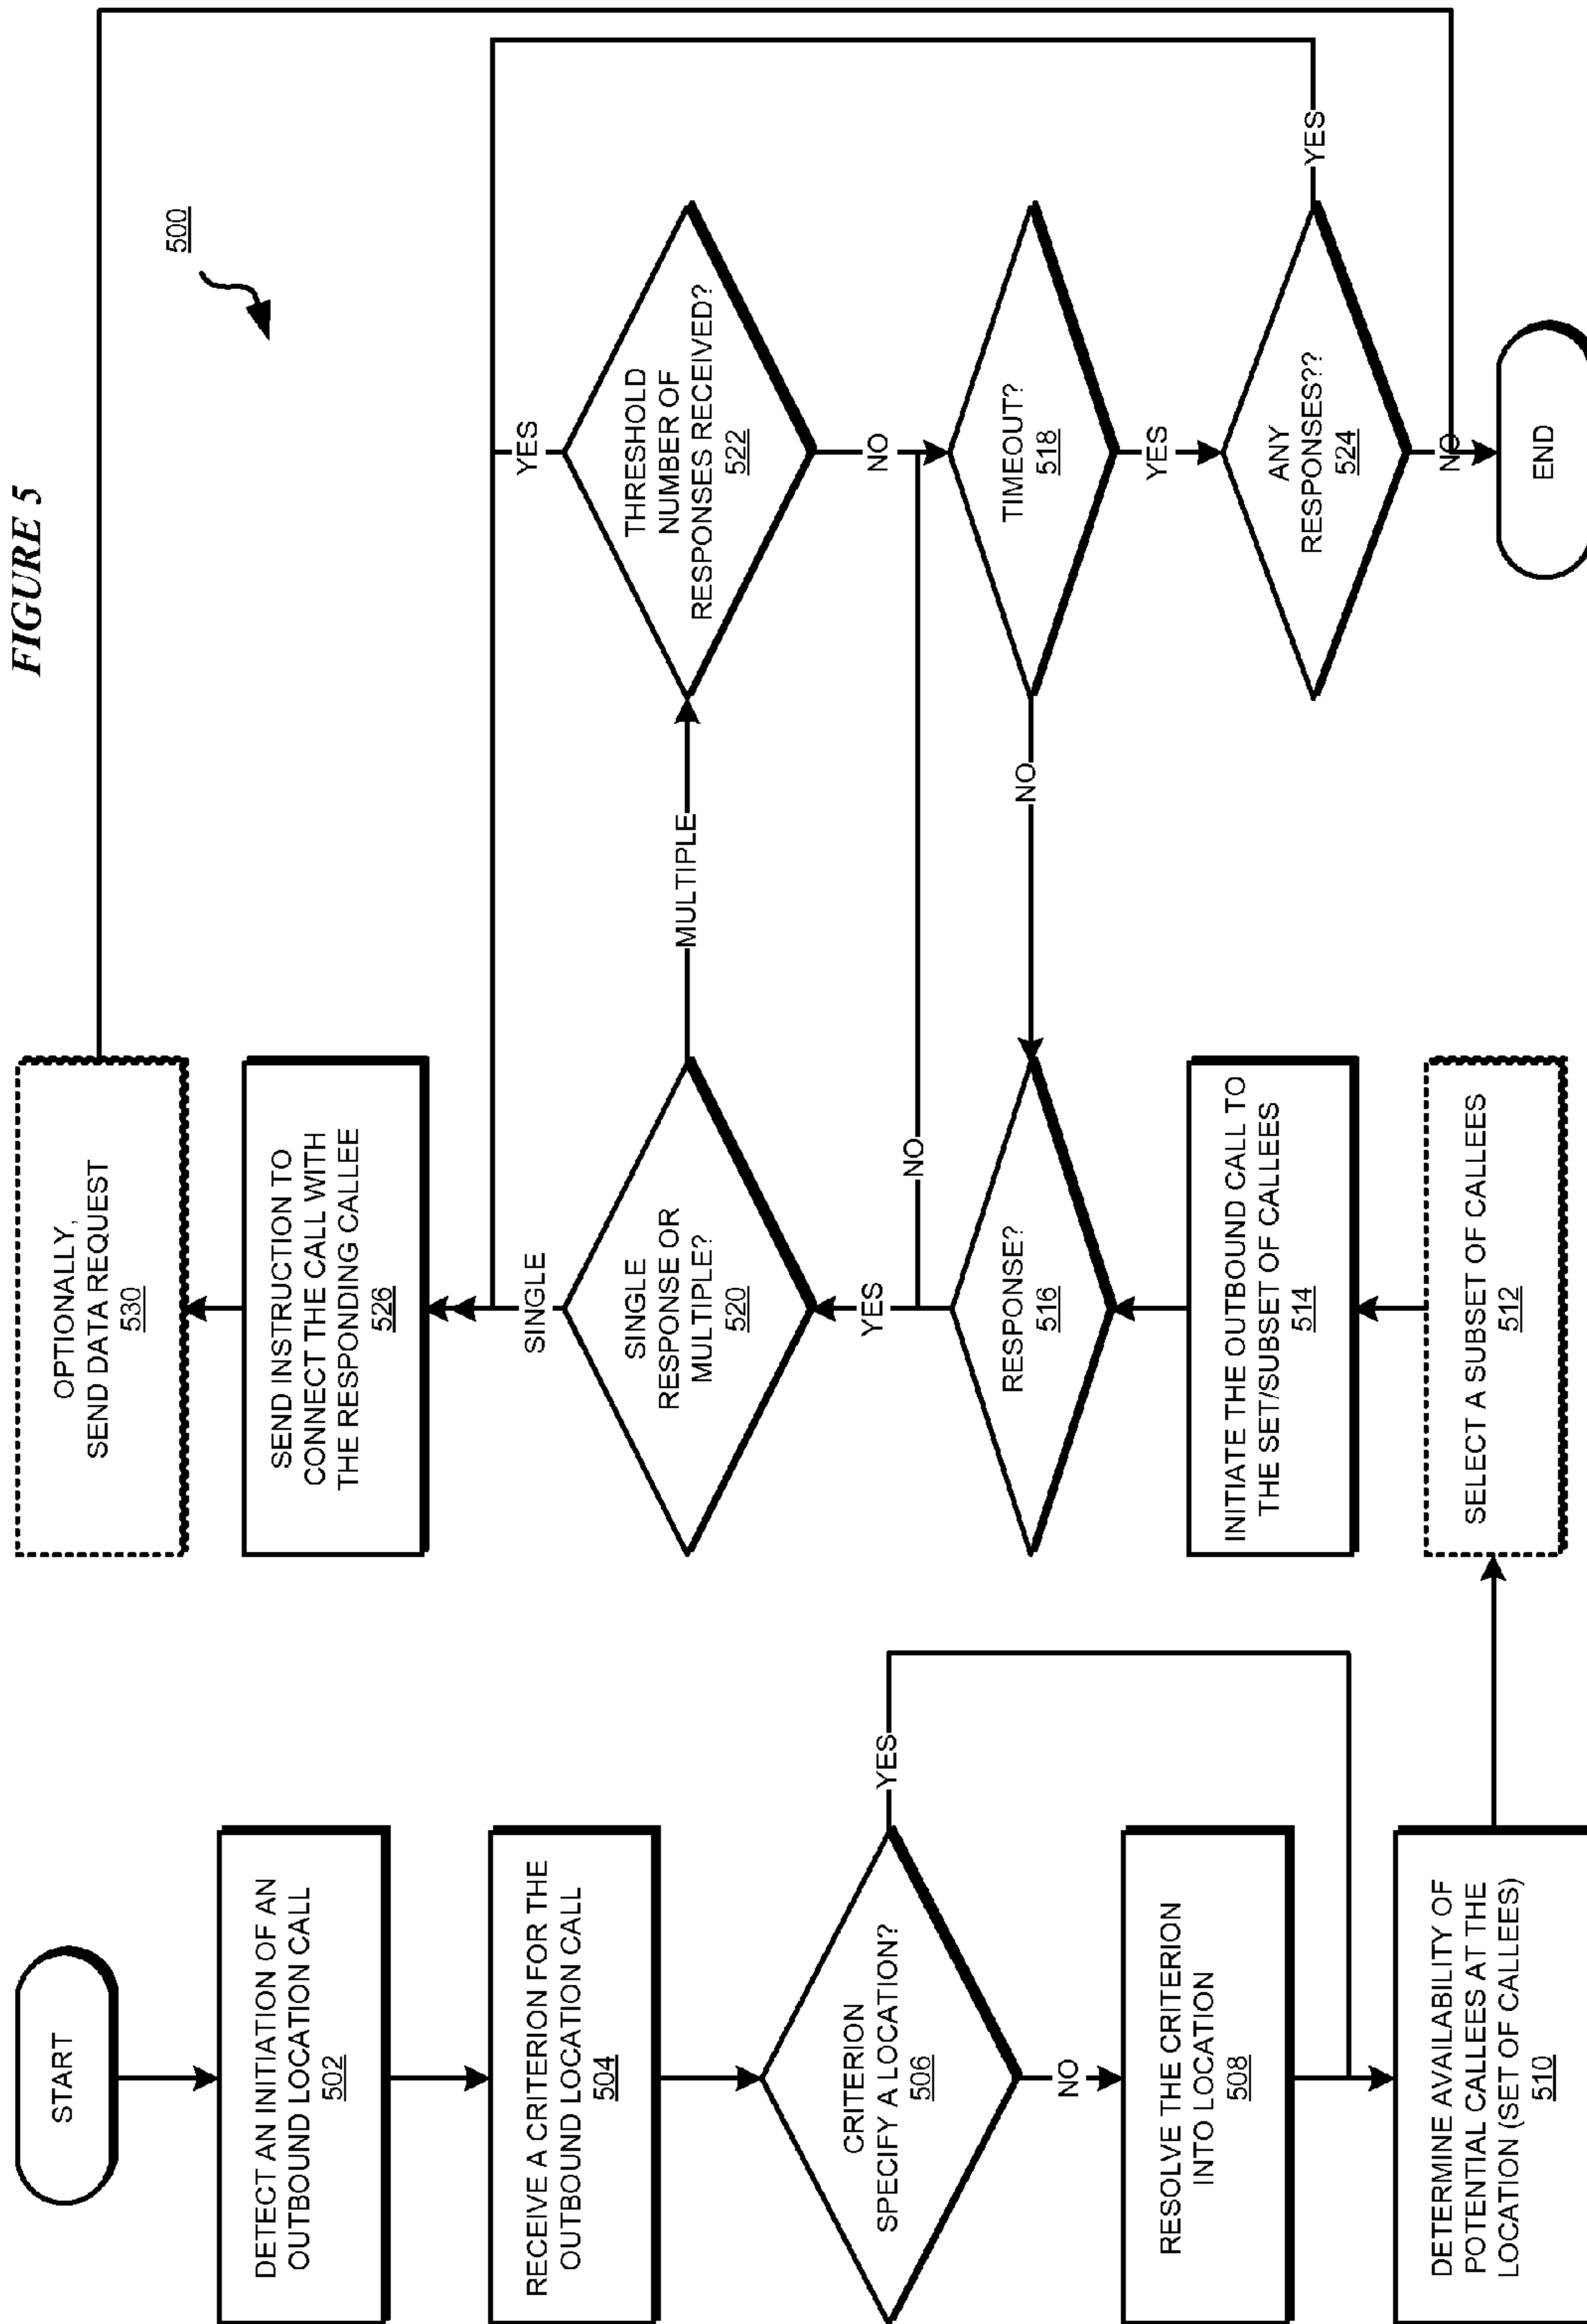 FIGURE 5
500
START
DETECT AN INITIATION OF AN
OUTBOUND LOCATION CALL
502
RECEIVE A CRITERION FOR THE
OUTBOUND LOCATION CALL
504
CRITERION
SPECIFY A LOCATION?
506
YES
NO
RESOLVE THE CRITERION
INTO LOCATION
508
DETERMINE AVAILABILITY OF
POTENTIAL CALLEES AT THE
LOCATION (SET OF CALLEES)
510
SELECT A SUBSET OF CALLEES
512
INITIATE THE OUTBOUND CALL TO
THE SET/SUBSET OF CALLEES
514
RESPONSE?
516
YES
NO
SINGLE
RESPONSE OR
MULTIPLE?
520
SINGLE
MULTIPLE
SEND INSTRUCTION TO
CONNECT THE CALL WITH
THE RESPONDING CALLEE
526
OPTIONALLY,
SEND DATA REQUEST
530
THRESHOLD
NUMBER OF
RESPONSES RECEIVED?
522
YES
NO
TIMEOUT?
518
NO
YES
ANY
RESPONSES??
524
YES
NO
END